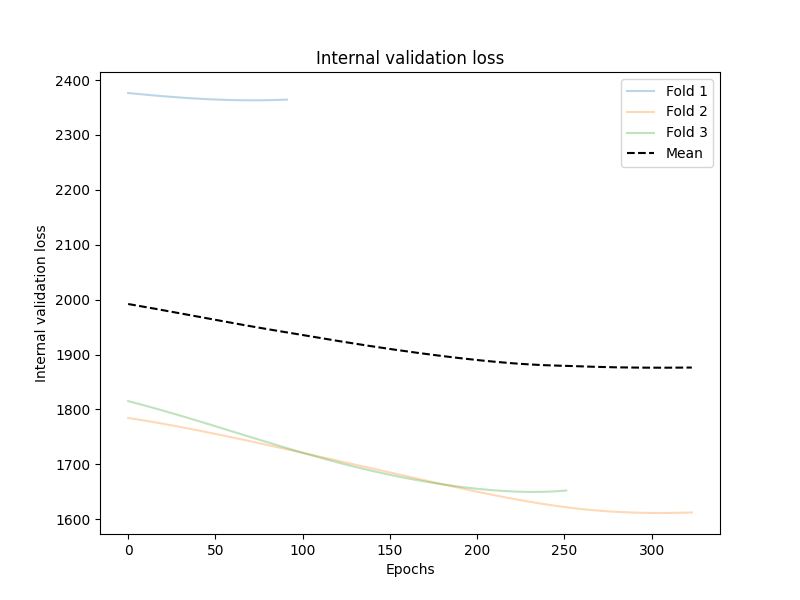 Internal validation loss
2400
2300
2200
2100
2000
1900
1800
1700
1600
Internal validation loss
0 50 100 150 200 250 300
Epochs
Fold 1
Fold 2
Fold 3
Mean